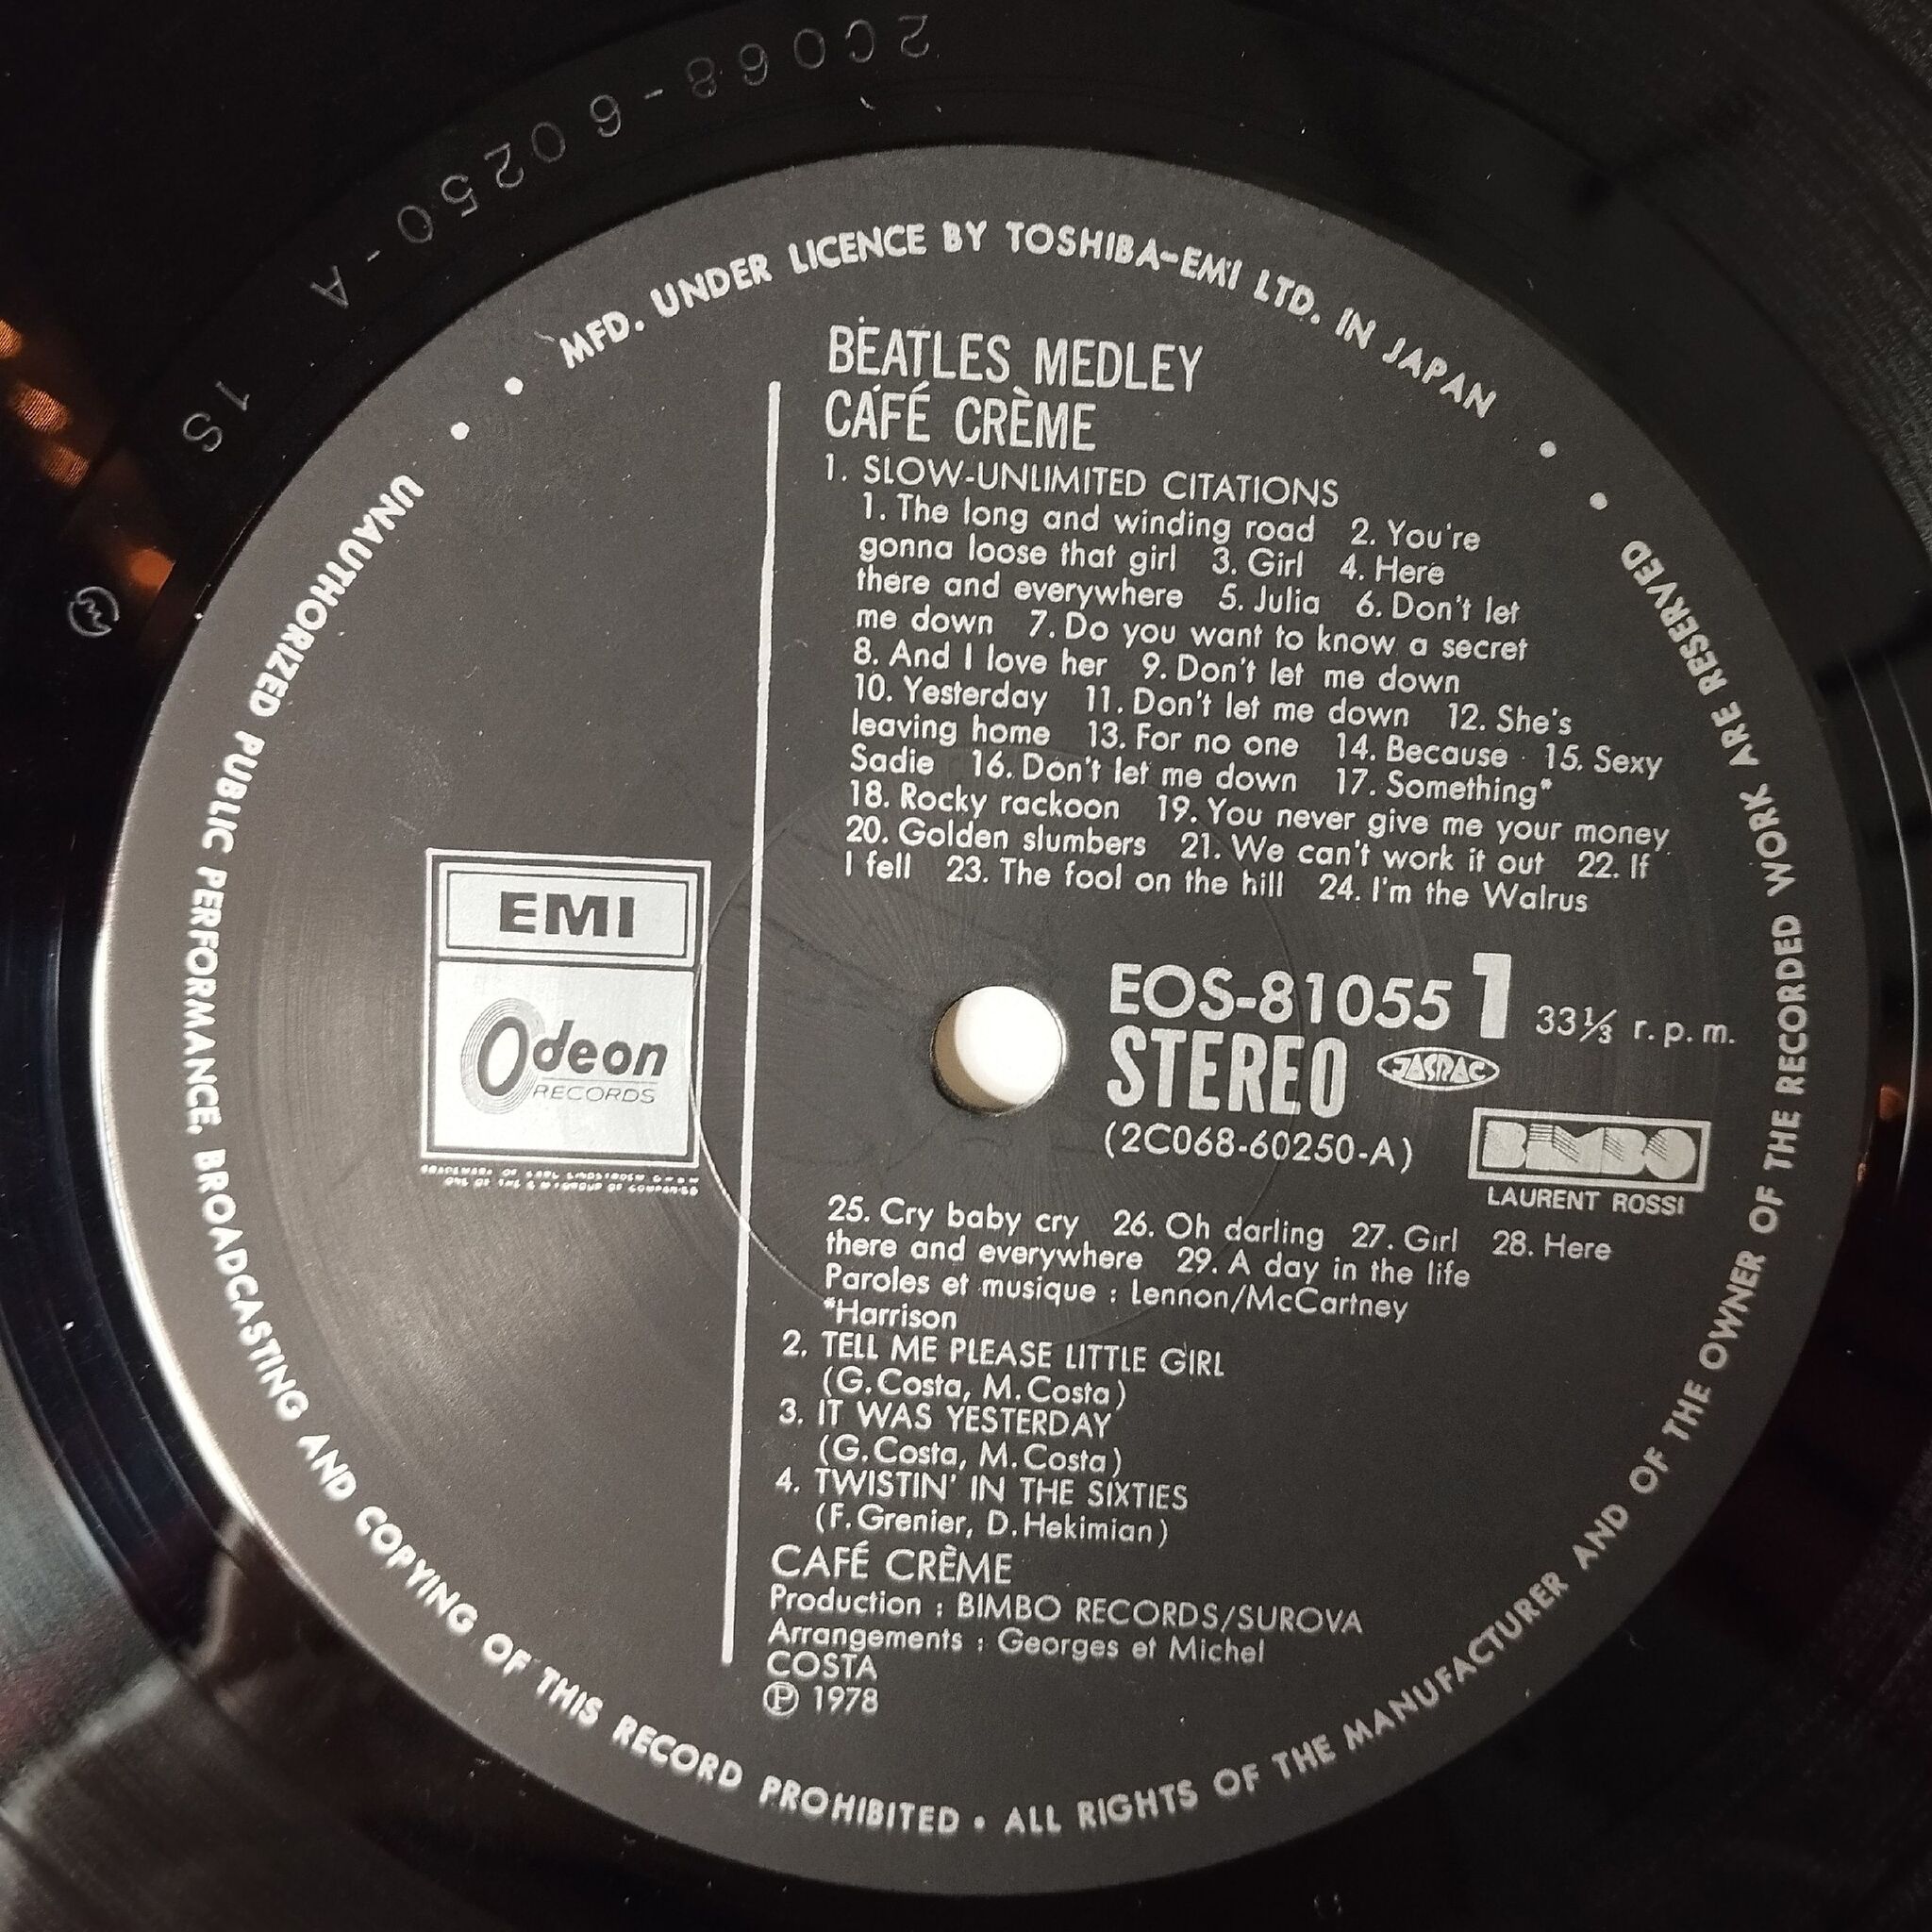 2C068-60250-A 1S
MFD. UNDER LICENCE BY TOSHIBA-EMI LTD. IN JAPAN
BEATLES MEDLEY
CAFÉ CRÈME
1. SLOW-UNLIMITED CITATIONS
1. The long and winding road 2. You're
gonna loose that girl 3. Girl 4. Here
there and everywhere 5. Julia 6. Don't let
me down 7. Do you want to know a secret
8. And I love her 9. Don't let me down
10. Yesterday 11. Don't let me down 12. She's
leaving home 13. For no one 14. Because 15. Sexy
Sadie 16. Don't let me down 17. Something*
18. Rocky rackoon 19. You never give me your money
20. Golden slumbers 21. We can't work it out 22. If
I fell 23. The fool on the hill 24. I'm the Walrus
EMI
Odeon
RECORDS
TRADEMARK OF CARL LINDSTROEM G.M.B.H.
ONE OF THE E.M.I. GROUP OF COMPANIES
EOS-81055 1 33⅓ r.p.m.
STEREO JASRAC
(2C068-60250-A)
BIMBO
LAURENT ROSSI
25. Cry baby cry 26. Oh darling 27. Girl 28. Here
there and everywhere 29. A day in the life
Paroles et musique : Lennon/McCartney
*Harrison
2. TELL ME PLEASE LITTLE GIRL
(G. Costa, M. Costa)
3. IT WAS YESTERDAY
(G. Costa, M. Costa)
4. TWISTIN' IN THE SIXTIES
(F. Grenier, D. Hekimian)
CAFÉ CRÈME
Production : BIMBO RECORDS/SUROVA
Arrangements : Georges et Michel
COSTA
℗ 1978
UNAUTHORIZED PUBLIC PERFORMANCE, BROADCASTING AND COPYING OF THIS RECORD PROHIBITED • ALL RIGHTS OF THE MANUFACTURER AND OF THE OWNER OF THE RECORDED WORK ARE RESERVED